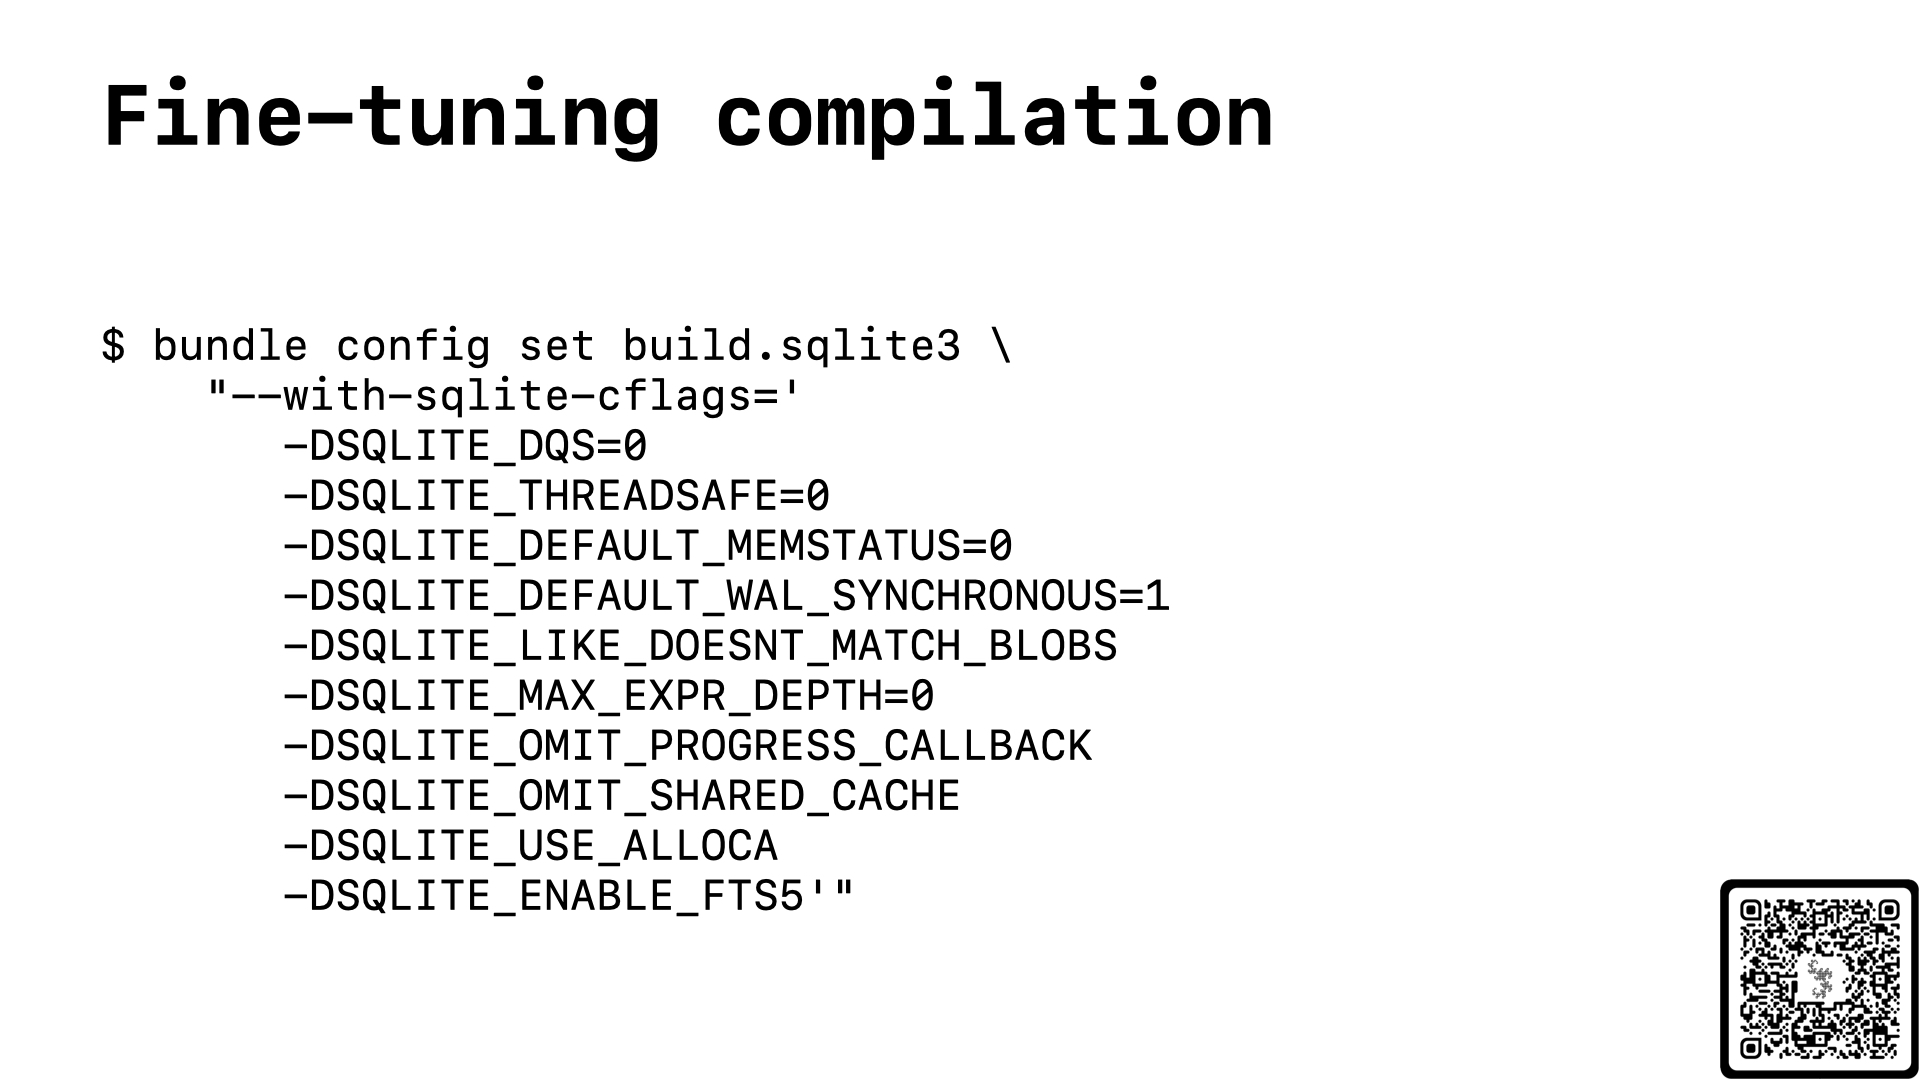 Fine-tuning compilation
$ bundle config set build.sqlite3 \
"--with-sqlite-cflags='
-DSQLITE_DQS=0
-DSQLITE_THREADSAFE=0
-DSQLITE_DEFAULT_MEMSTATUS=0
-DSQLITE_DEFAULT_WAL_SYNCHRONOUS=1
-DSQLITE_LIKE_DOESNT_MATCH_BLOBS
-DSQLITE_MAX_EXPR_DEPTH=0
-DSQLITE_OMIT_PROGRESS_CALLBACK
-DSQLITE_OMIT_SHARED_CACHE
-DSQLITE_USE_ALLOCA
-DSQLITE_ENABLE_FTS5'"